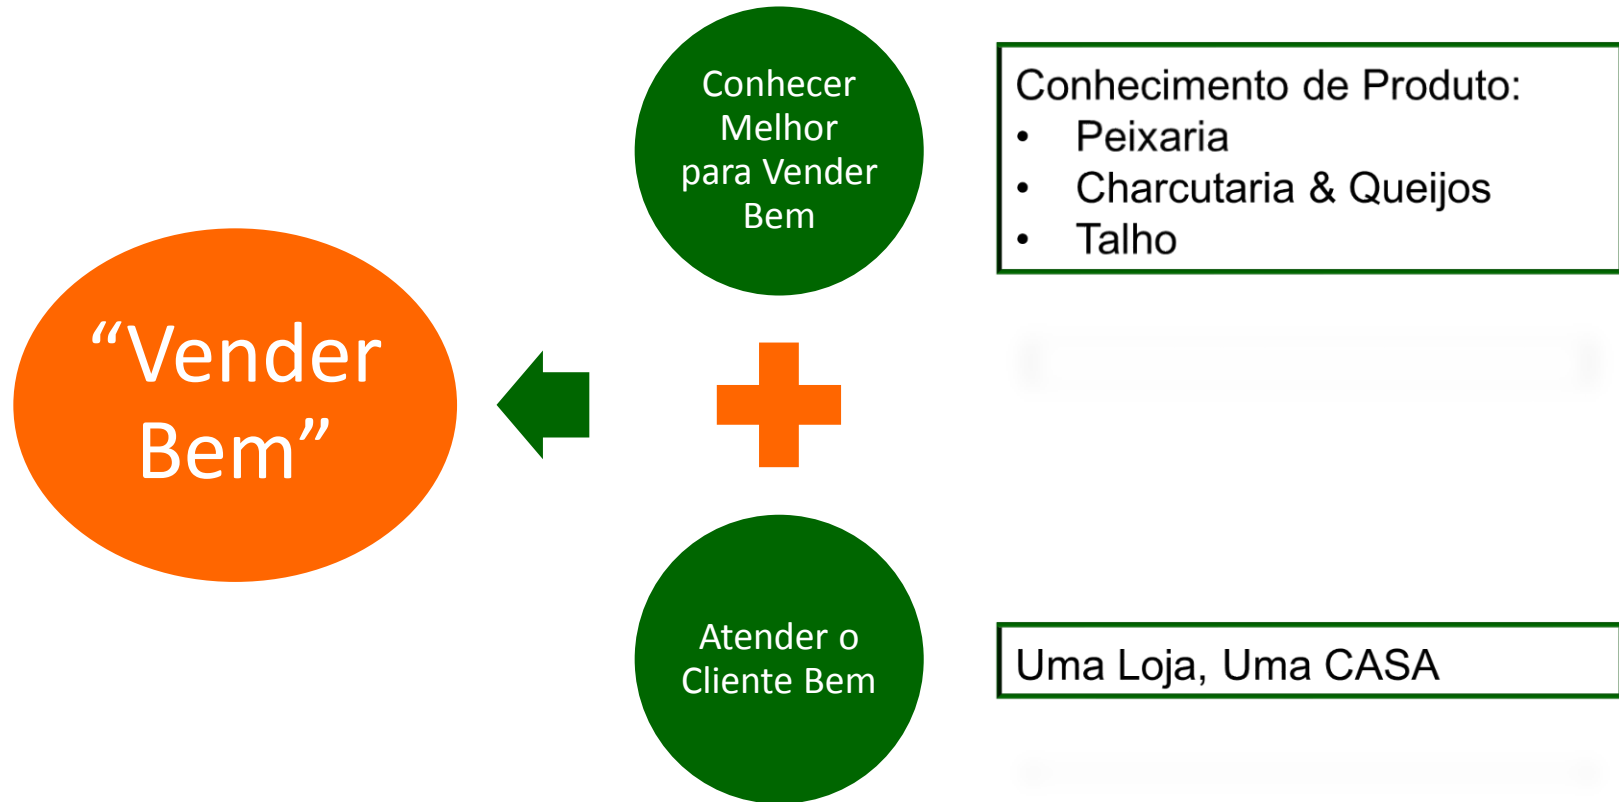 “Vender
Bem”
Conhecer
Melhor
para Vender
Bem
Conhecimento de Produto:
• Peixaria
• Charcutaria & Queijos
• Talho
Atender o
Cliente Bem
Uma Loja, Uma CASA